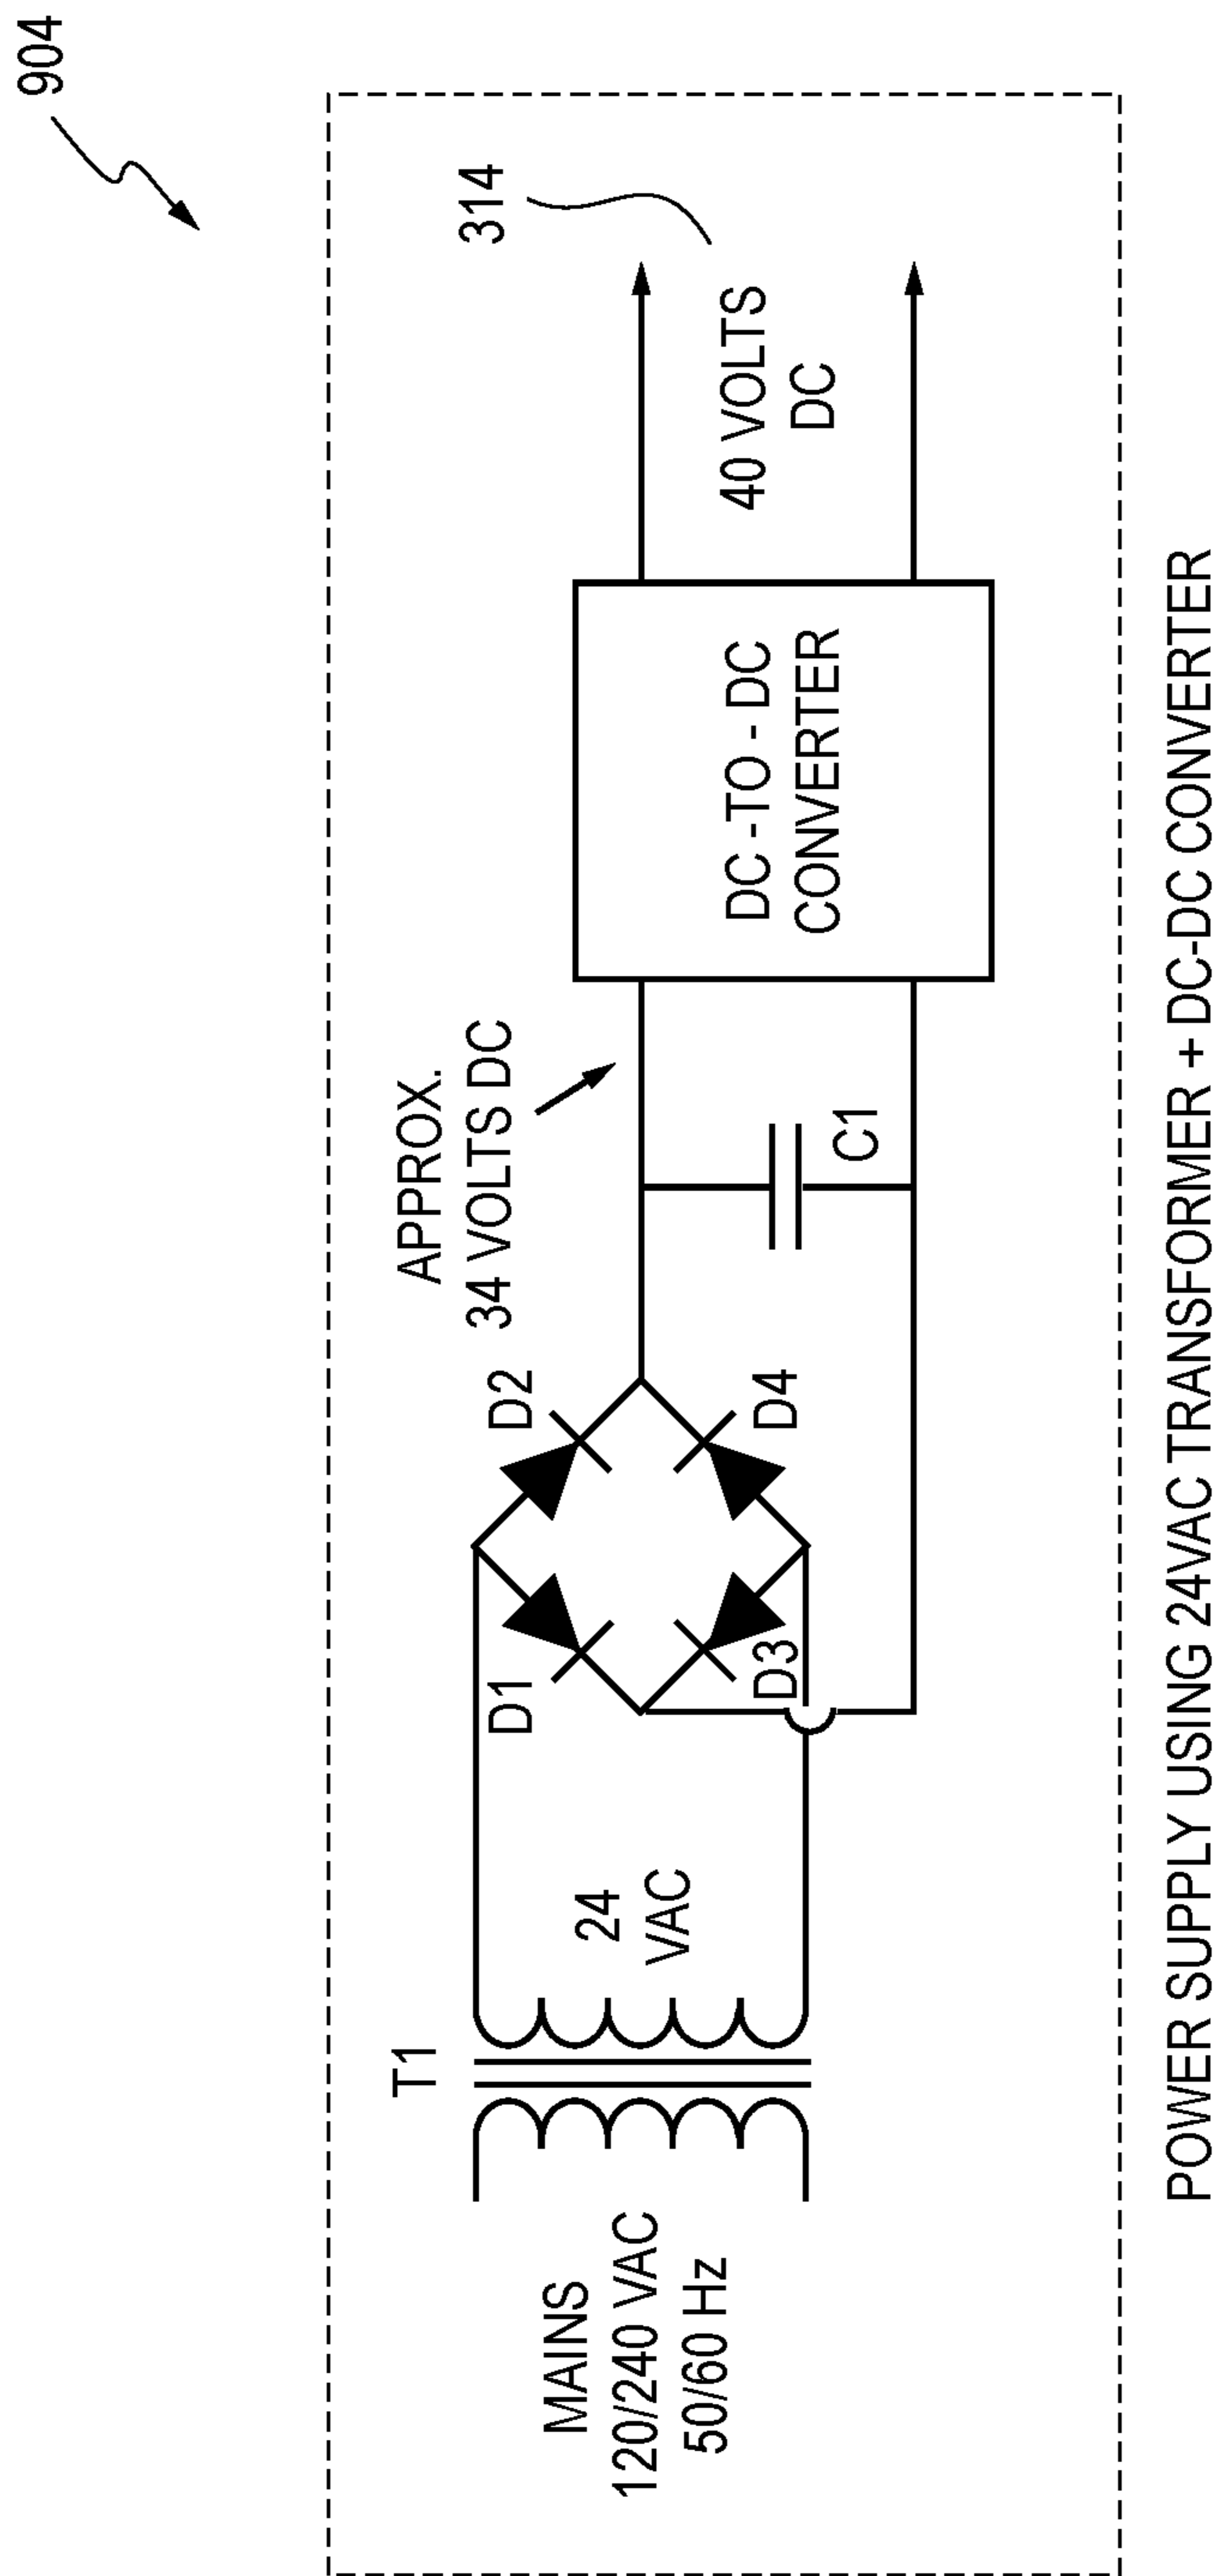 904
314
APPROX.
34 VOLTS DC
T1
24
VAC
MAINS
120/240 VAC
50/60 Hz
D1
D2
D3
D4
C1
DC -TO - DC
CONVERTER
40 VOLTS
DC
POWER SUPPLY USING 24VAC TRANSFORMER + DC-DC CONVERTER